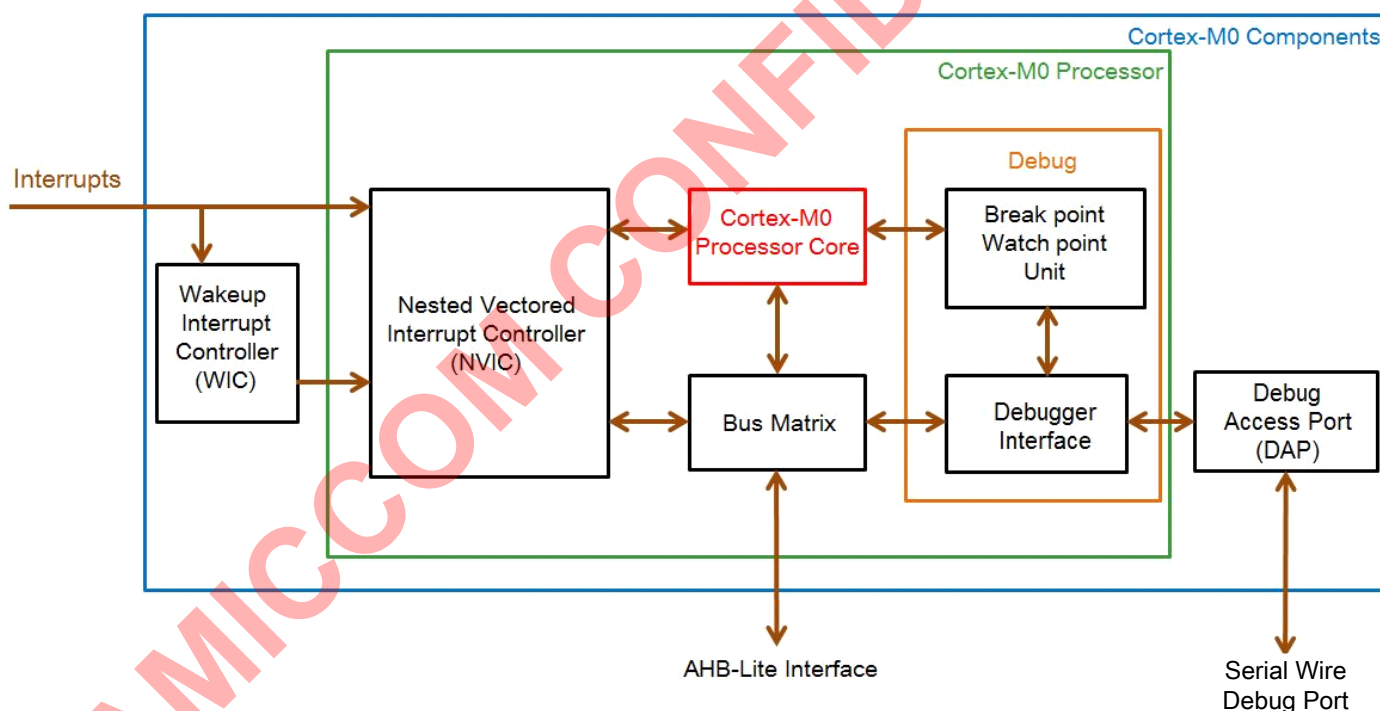 Cortex-M0 Components
Cortex-M0 Processor
Debug
Interrupts
Cortex-M0
Processor Core
Break point
Watch point
Unit
Wakeup
Interrupt
Controller
(WIC)
Nested Vectored
Interrupt Controller
(NVIC)
Bus Matrix
Debugger
Interface
Debug
Access Port
(DAP)
AHB-Lite Interface
Serial Wire
Debug Port
AMICCOM CONFID